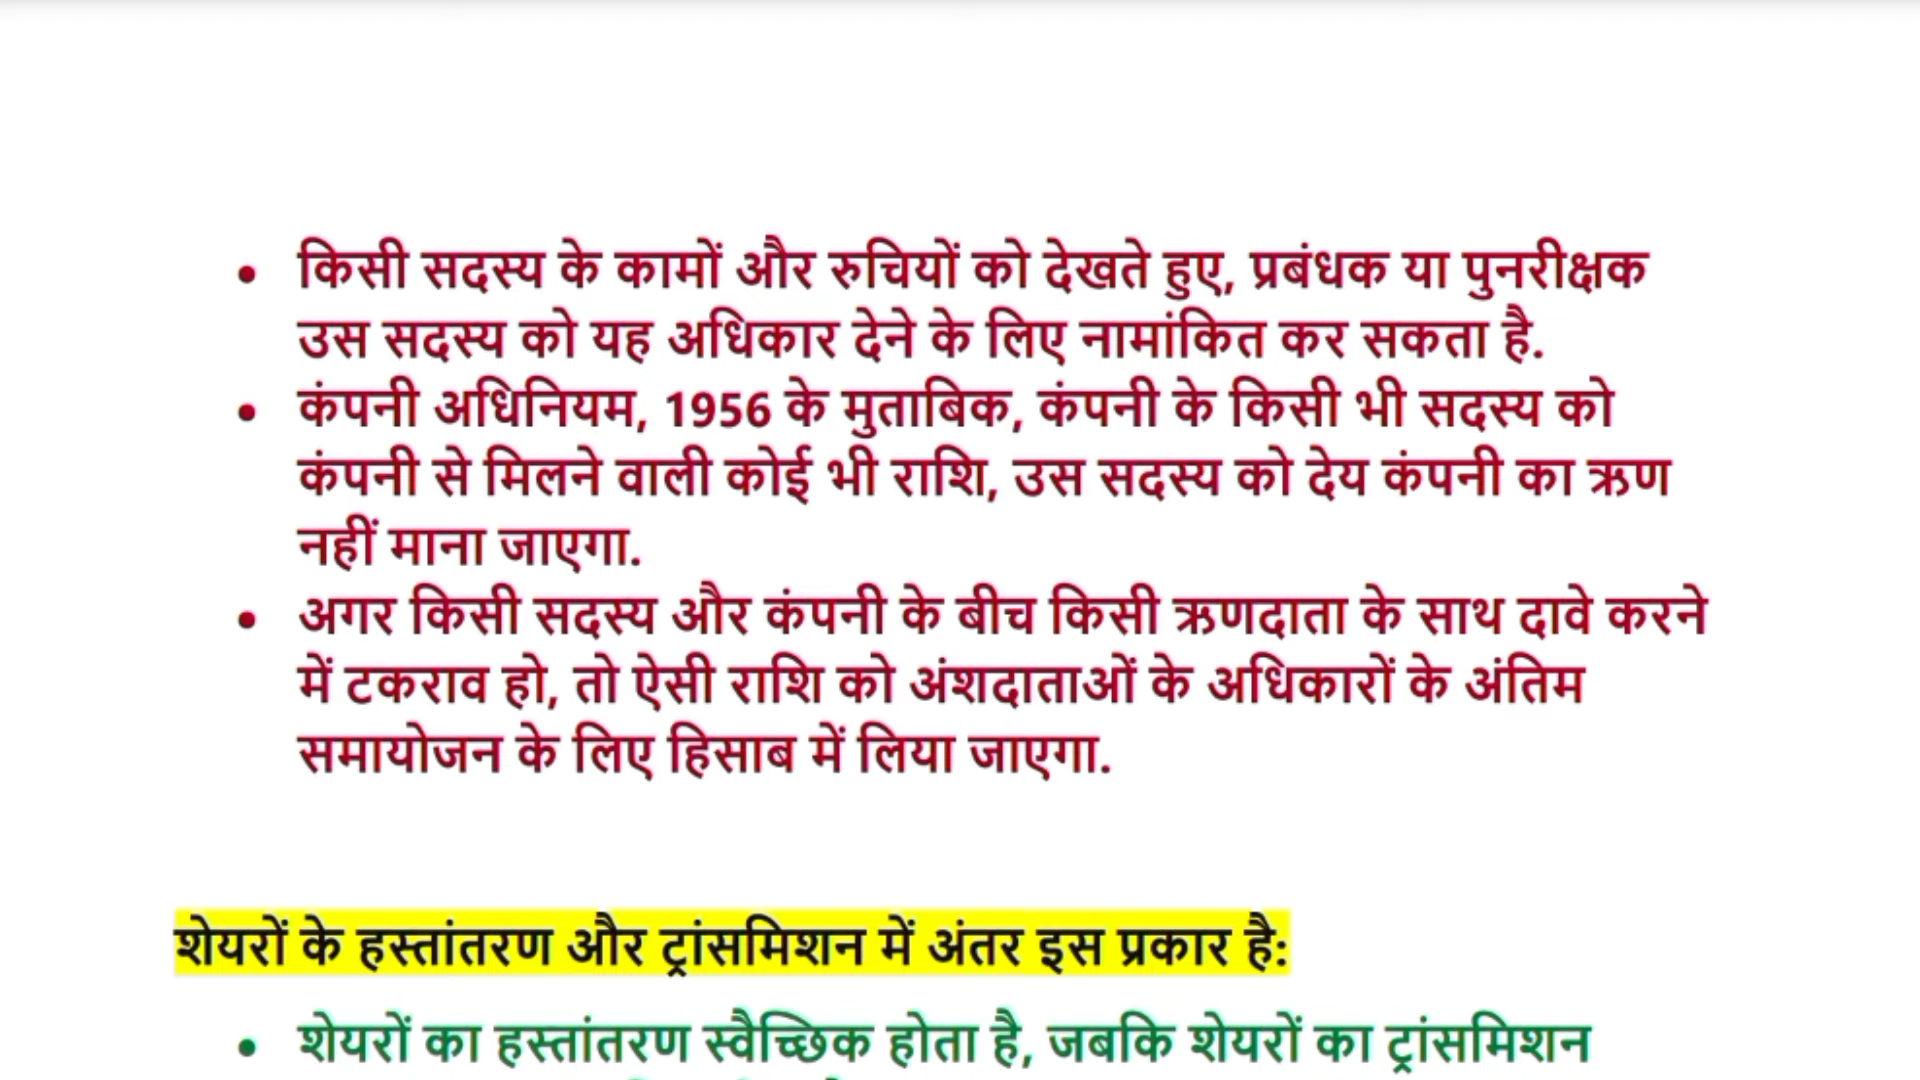 • किसी सदस्य के कामों और रुचियों को देखते हुए, प्रबंधक या पुनरीक्षक
उस सदस्य को यह अधिकार देने के लिए नामांकित कर सकता है.
• कंपनी अधिनियम, 1956 के मुताबिक, कंपनी के किसी भी सदस्य को
कंपनी से मिलने वाली कोई भी राशि, उस सदस्य को देय कंपनी का ऋण
नहीं माना जाएगा.
• अगर किसी सदस्य और कंपनी के बीच किसी ऋणदाता के साथ दावे करने
में टकराव हो, तो ऐसी राशि को अंशदाताओं के अधिकारों के अंतिम
समायोजन के लिए हिसाब में लिया जाएगा.
शेयरों के हस्तांतरण और ट्रांसमिशन में अंतर इस प्रकार है:
• शेयरों का हस्तांतरण स्वैच्छिक होता है, जबकि शेयरों का ट्रांसमिशन